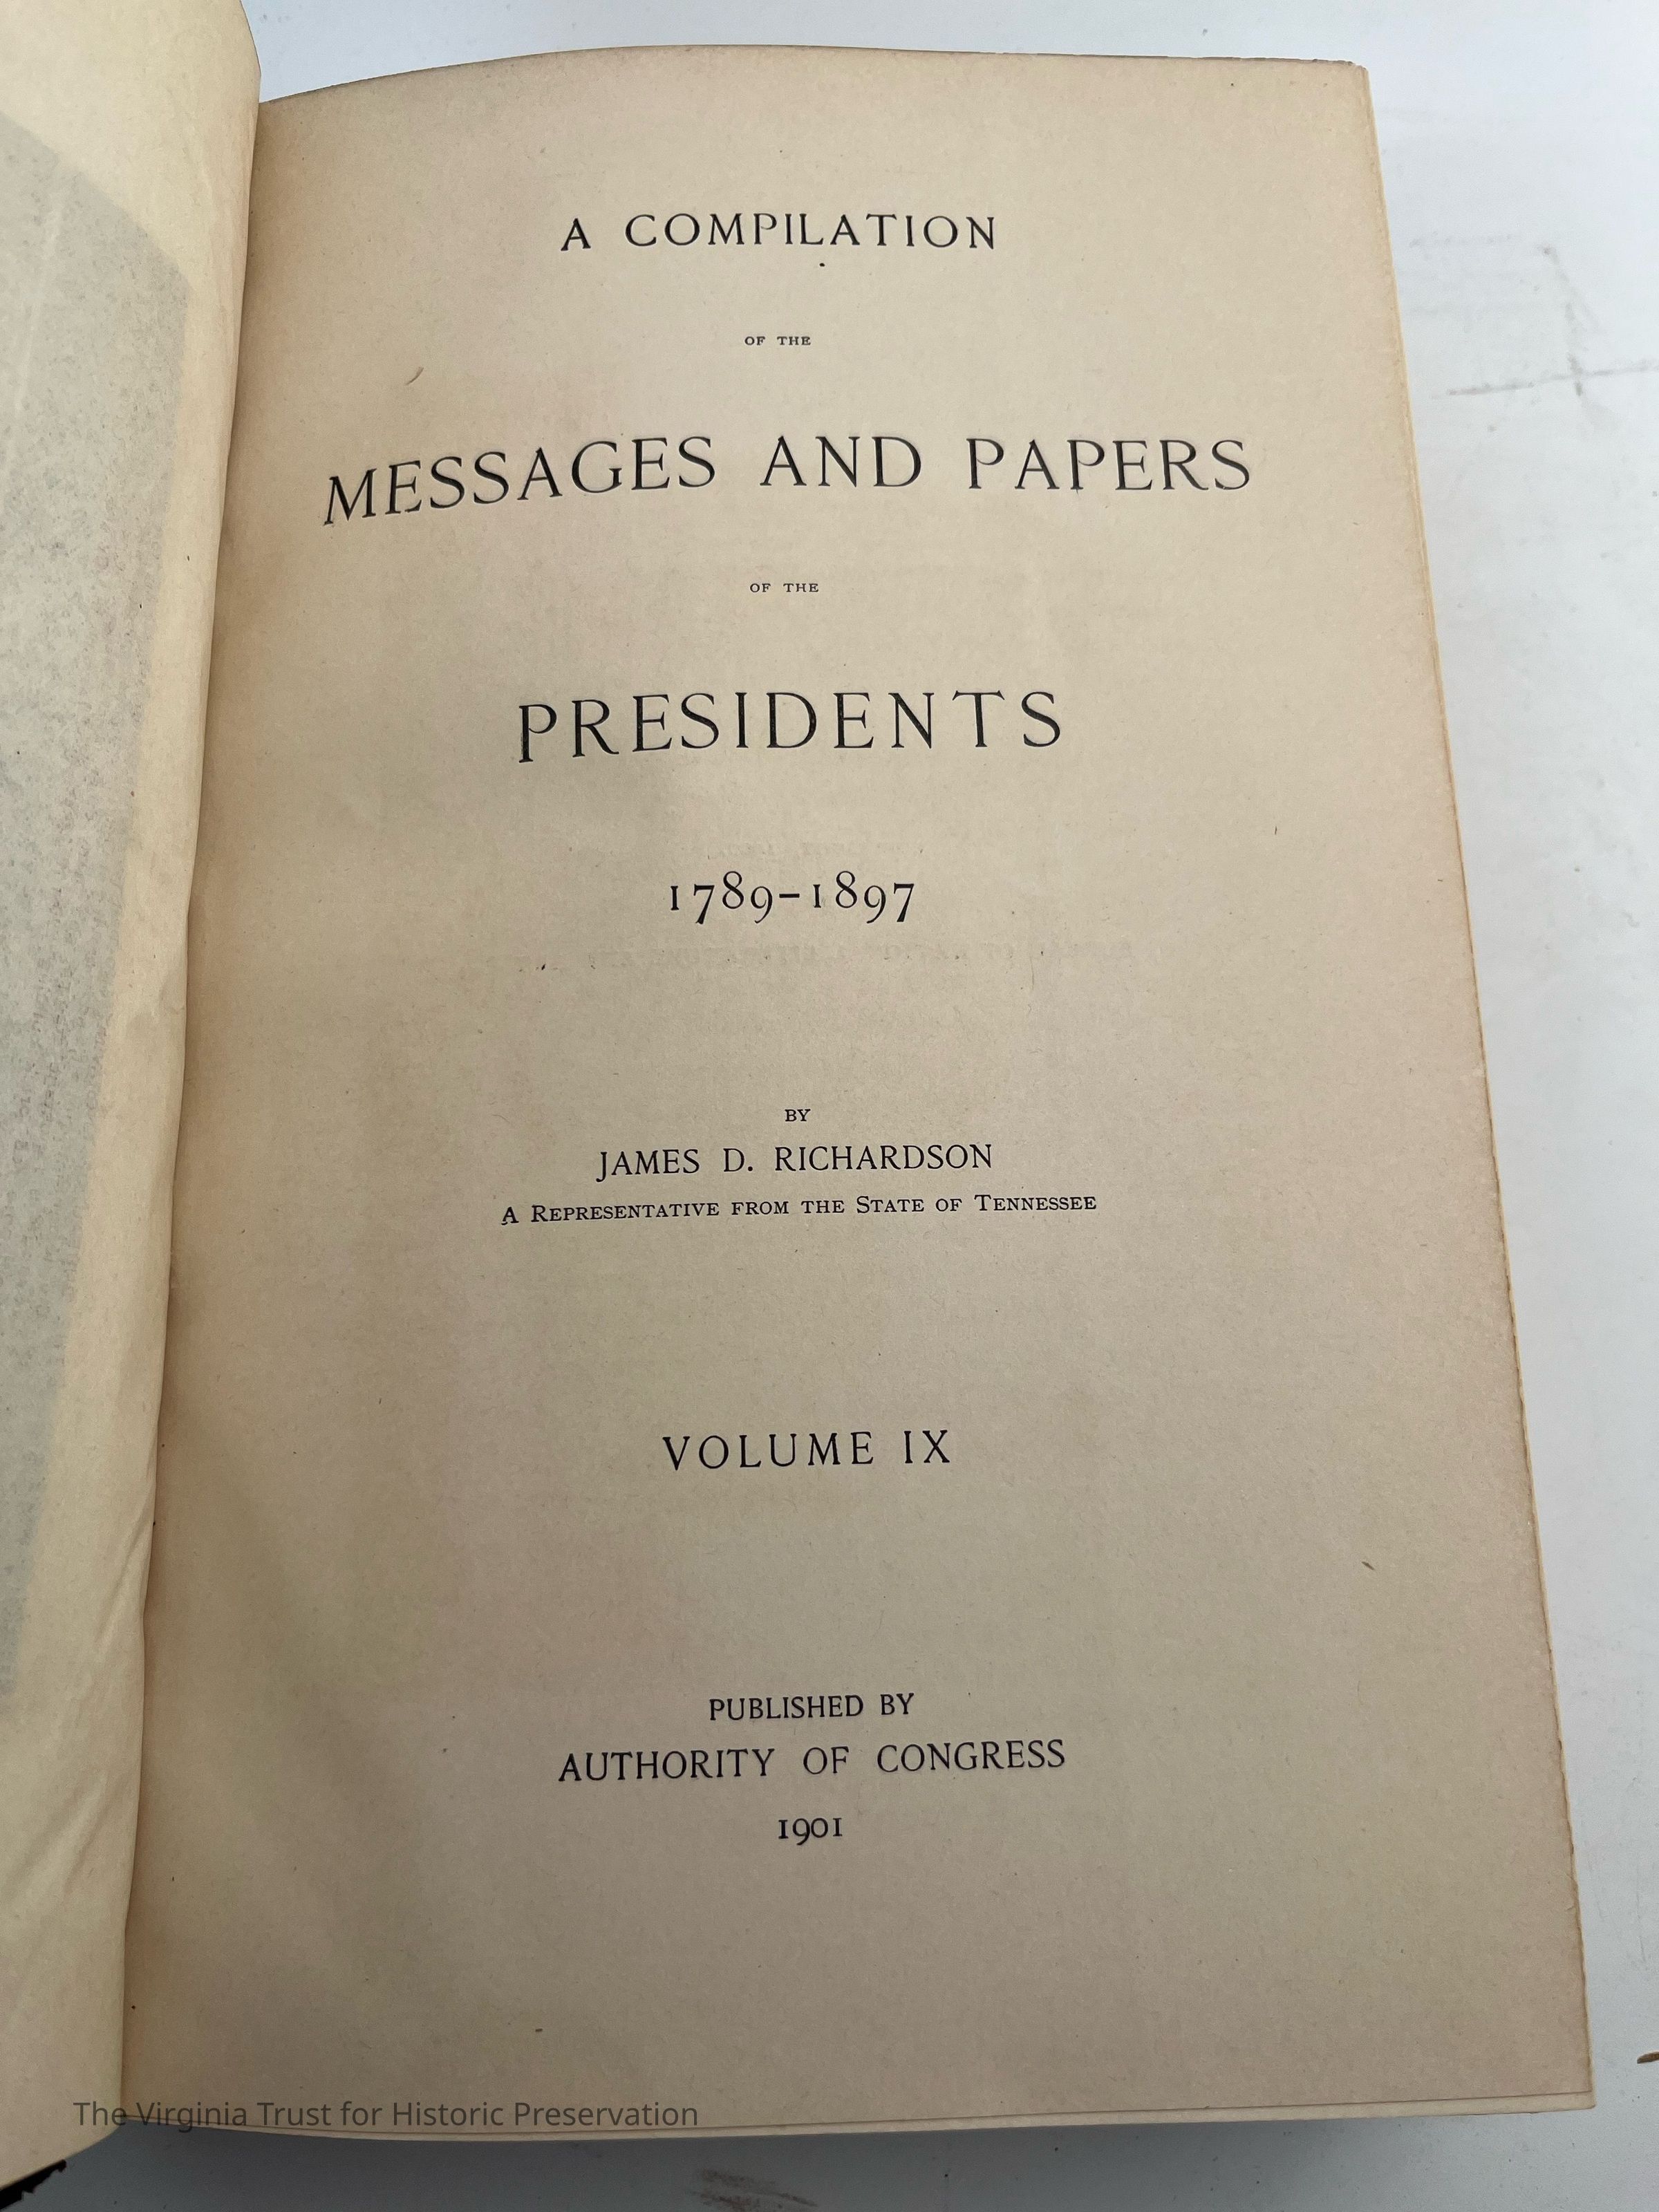 A COMPILATION
OF THE
MESSAGES AND PAPERS
OF THE
PRESIDENTS
1789-1897
BY
JAMES D. RICHARDSON
A REPRESENTATIVE FROM THE STATE OF TENNESSEE
VOLUME IX
PUBLISHED BY
AUTHORITY OF CONGRESS
1901
The Virginia Trust for Historic Preservation